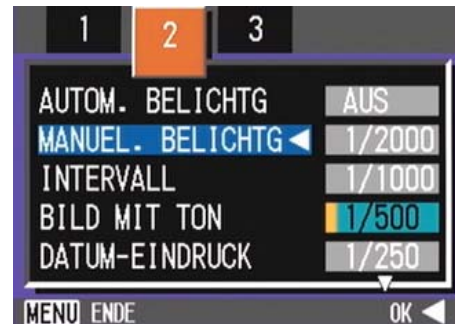 1 2 3
AUTOM. BELICHTG AUS
MANUEL. BELICHTG 1/2000
INTERVALL 1/1000
BILD MIT TON 1/500
DATUM-EINDRUCK 1/250
MENU ENDE OK